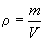 ρ = m/V